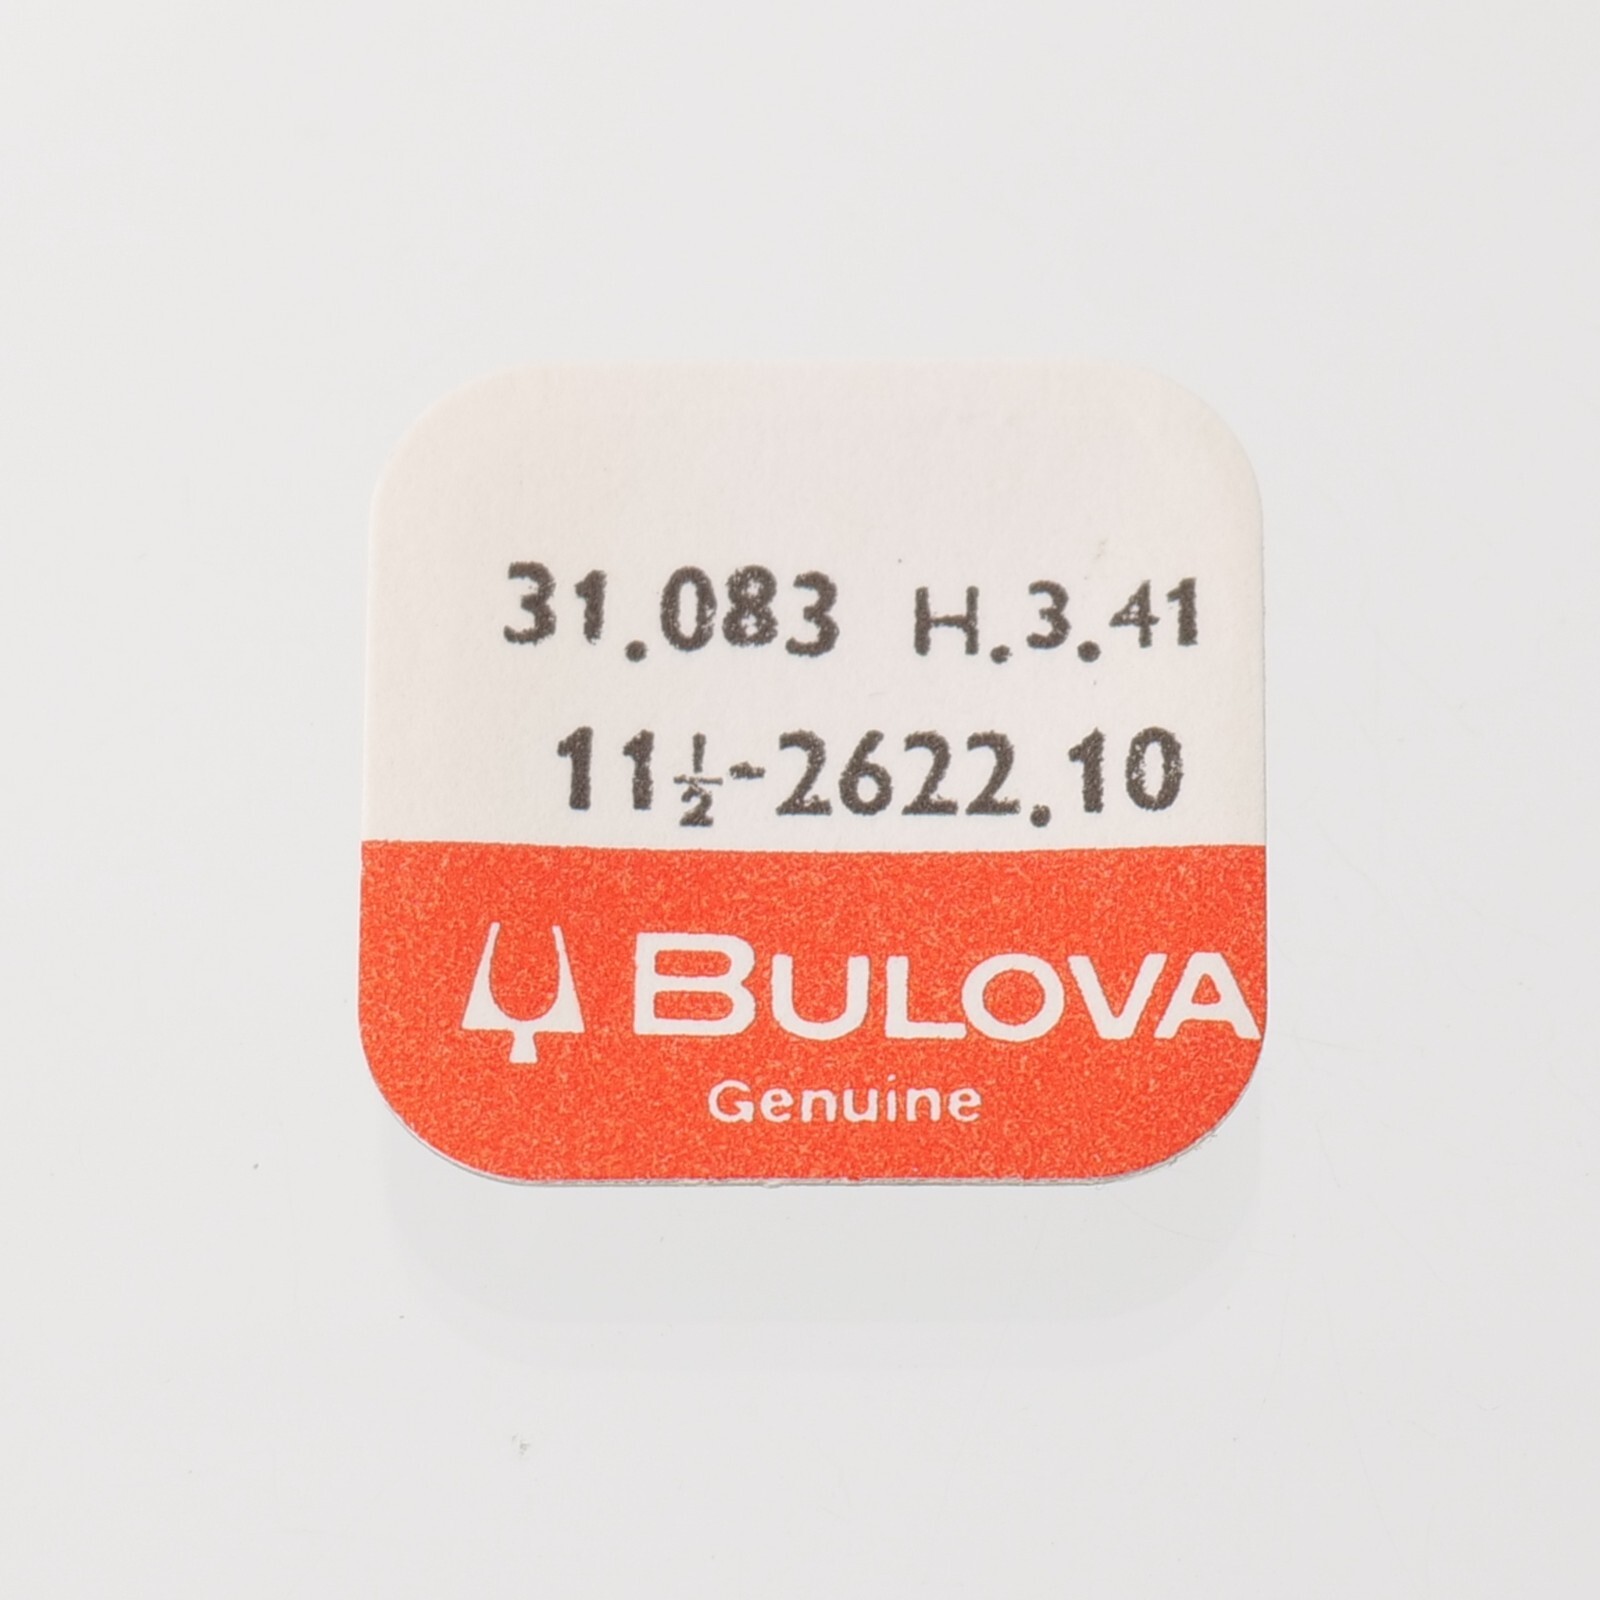 31.083 H.3.41
11½-2622.10
BULOVA
Genuine